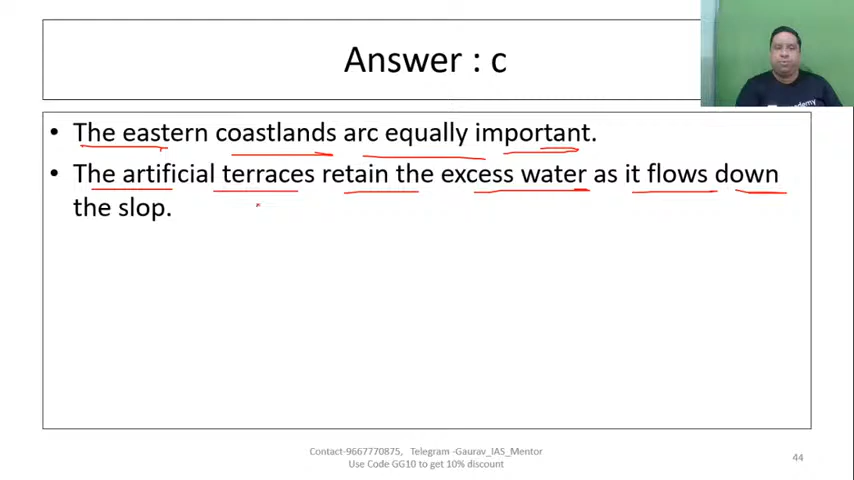 Answer : c
• The eastern coastlands arc equally important.
• The artificial terraces retain the excess water as it flows down
the slop.
Contact-9667770875, Telegram -Gaurav_IAS_Mentor
Use Code GG10 to get 10% discount
44